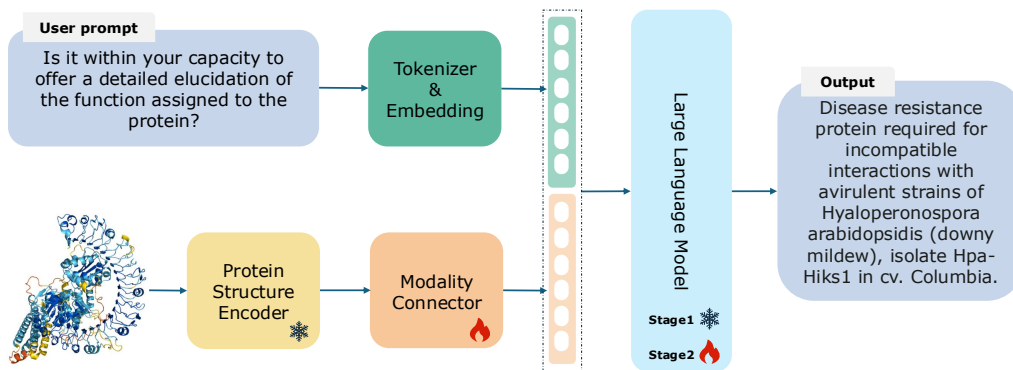 User prompt
Is it within your capacity to
offer a detailed elucidation of
the function assigned to the
protein?
Tokenizer
&
Embedding
Protein
Structure
Encoder
Modality
Connector
Large Language Model
Stage1
Stage2
Output
Disease resistance
protein required for
incompatible
interactions with
avirulent strains of
Hyaloperonospora
arabidopsidis (downy
mildew), isolate Hpa-
Hiks1 in cv. Columbia.